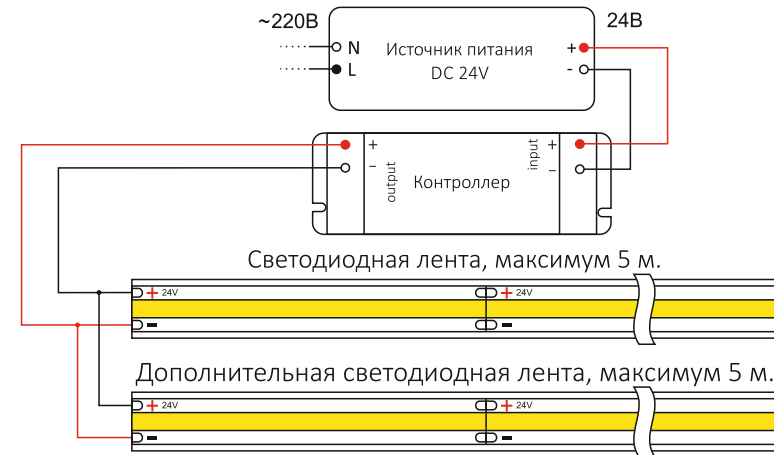 ~220В
24В
N
Источник питания
+
L
DC 24V
-
+
-
output
Контроллер
input
+
-
Светодиодная лента, максимум 5 м.
+ 24V
+ 24V
-
-
Дополнительная светодиодная лента, максимум 5 м.
+ 24V
+ 24V
-
-